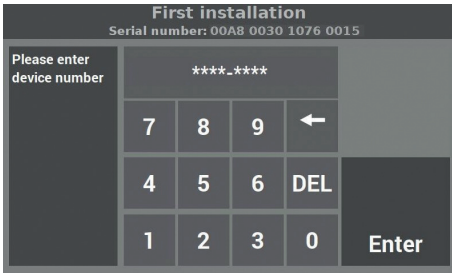 First installation
Serial number: 00A8 0030 1076 0015
Please enter
device number
****-****
7 8 9
4 5 6 DEL
1 2 3 0
Enter